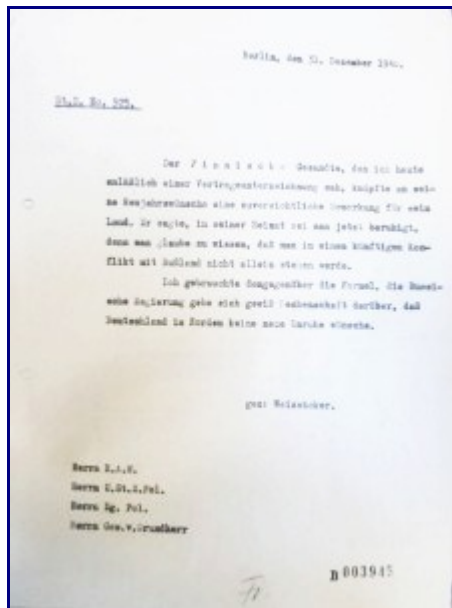 Berlin, den 31. Dezember 1940.
St.S. No. 925.
Der Finnische Gesandte, den ich heute
anläßlich einer Vertragsunterzeichnung sah, knüpfte an sei-
ne Neujahrswünsche eine zuversichtliche Bemerkung für sein
Land. Er sagte, in seiner Heimat sei man jetzt beruhigt,
denn man glaube zu wissen, daß man in einem künftigen Kon-
flikt mit Rußland nicht allein stehen werde.
Ich gebrauchte demgegenüber die Formel, die Russi-
sche Regierung gebe sich gewiß Rechenschaft darüber, daß
Deutschland im Norden keine neue Unruhe wünsche.
gez: Weizsäcker.
Herrn R.A.M.
Herrn U.St.S.Pol.
Herrn Dg. Pol.
Herrn Ges.v.Grundherr
B 003945